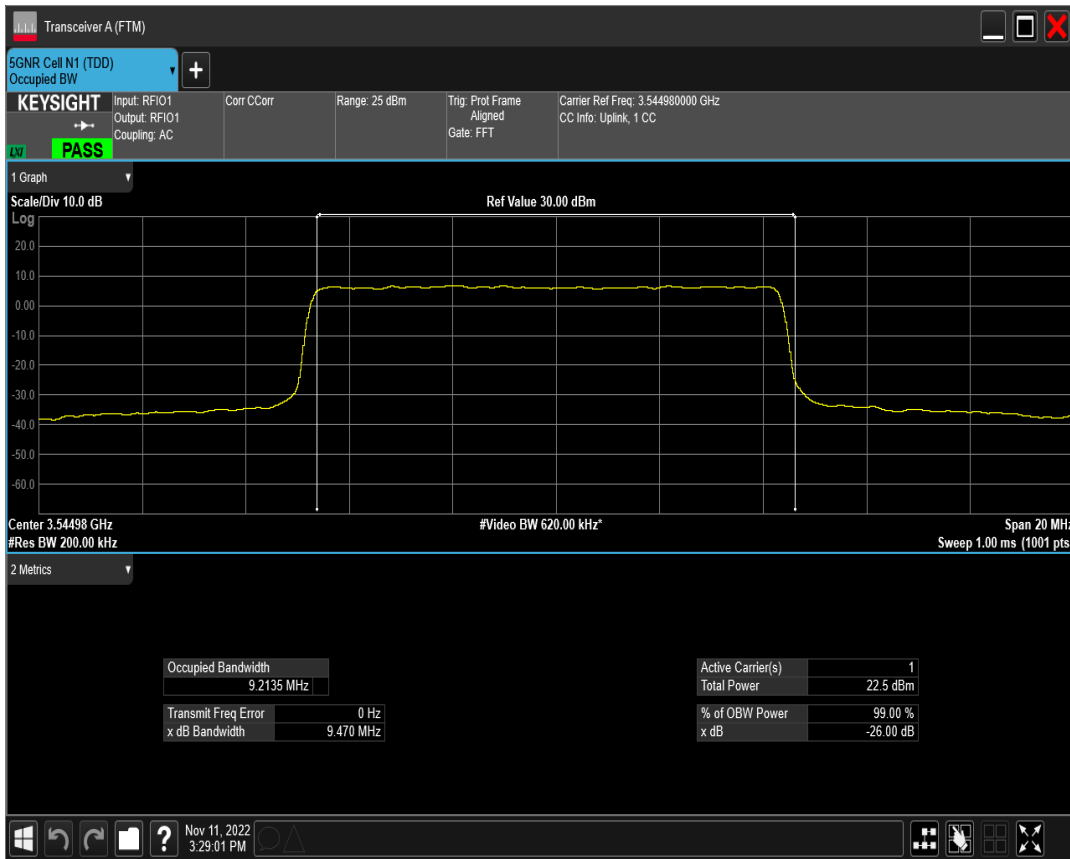 Transceiver A (FTM)
5GNR Cell N1 (TDD)
Occupied BW
+
KEYSIGHT
LXI
PASS
Input: RFIO1
Output: RFIO1
Coupling: AC
Corr CCorr
Range: 25 dBm
Trig: Prot Frame
Aligned
Gate: FFT
Carrier Ref Freq: 3.544980000 GHz
CC Info: Uplink, 1 CC
1 Graph
Scale/Div 10.0 dB
Ref Value 30.00 dBm
Log
20.0
10.0
0.00
-10.0
-20.0
-30.0
-40.0
-50.0
-60.0
Center 3.54498 GHz
#Video BW 620.00 kHz*
Span 20 MHz
#Res BW 200.00 kHz
Sweep 1.00 ms (1001 pts
2 Metrics
Occupied Bandwidth
9.2135 MHz
Transmit Freq Error 0 Hz
x dB Bandwidth 9.470 MHz
Active Carrier(s) 1
Total Power 22.5 dBm
% of OBW Power 99.00 %
x dB -26.00 dB
?
Nov 11, 2022
3:29:01 PM